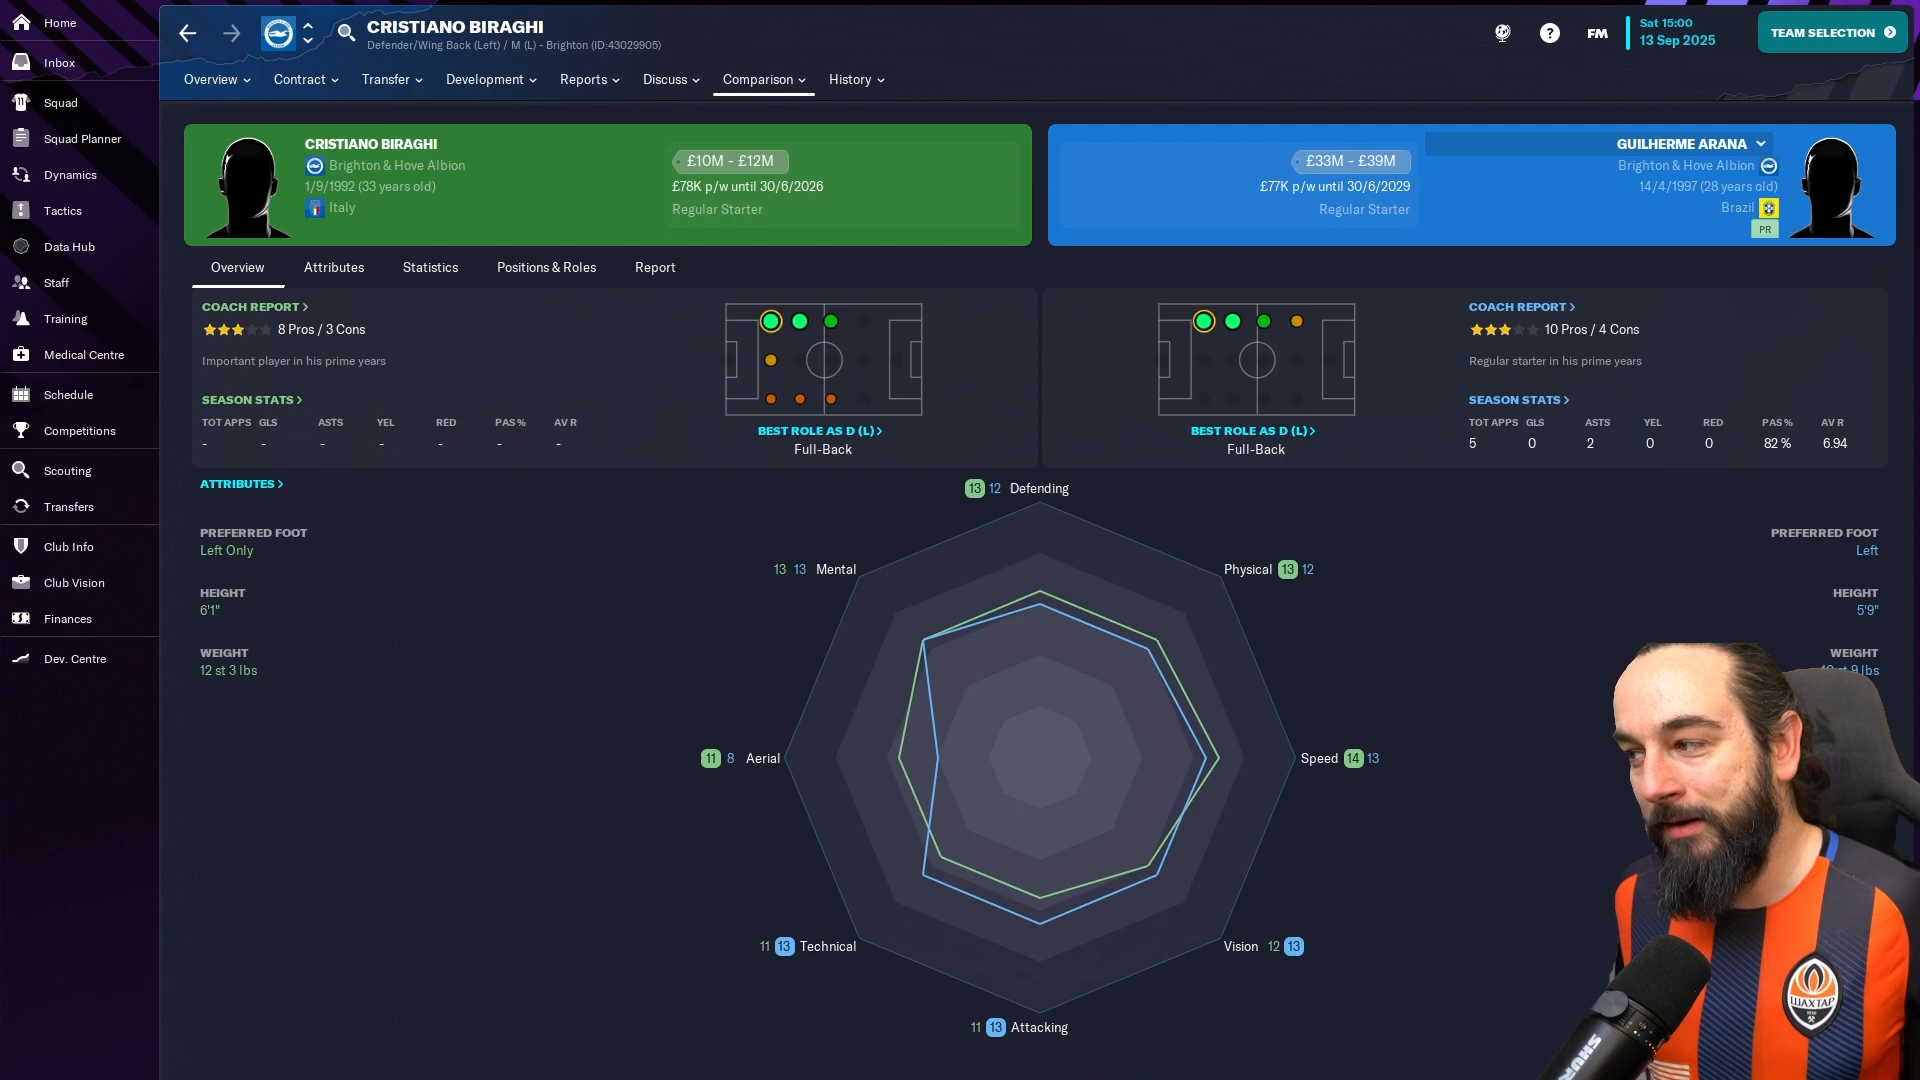 Home
Inbox
Squad
Squad Planner
Dynamics
Tactics
Data Hub
Staff
Training
Medical Centre
Schedule
Competitions
Scouting
Transfers
Club Info
Club Vision
Finances
Dev. Centre
CRISTIANO BIRAGHI
Defender/Wing Back (Left) / M (L) - Brighton (ID:43029905)
FM
Sat 15:00
13 Sep 2025
TEAM SELECTION
Overview Contract Transfer Development Reports Discuss Comparison History
CRISTIANO BIRAGHI
Brighton & Hove Albion
1/9/1992 (33 years old)
Italy
£10M - £12M
£78K p/w until 30/6/2026
Regular Starter
GUILHERME ARANA
£33M - £39M
Brighton & Hove Albion
£77K p/w until 30/6/2029
14/4/1997 (28 years old)
Regular Starter
Brazil
PR
Overview Attributes Statistics Positions & Roles Report
COACH REPORT
8 Pros / 3 Cons
Important player in his prime years
SEASON STATS
TOT APPS GLS ASTS YEL RED PAS % AV R
- - - - - - -
BEST ROLE AS D (L)
Full-Back
BEST ROLE AS D (L)
Full-Back
COACH REPORT
10 Pros / 4 Cons
Regular starter in his prime years
SEASON STATS
TOT APPS GLS ASTS YEL RED PAS % AV R
5 0 2 0 0 82 % 6.94
ATTRIBUTES
PREFERRED FOOT
Left Only
HEIGHT
6'1"
WEIGHT
12 st 3 lbs
13 12 Defending
13 13 Mental
Physical 13 12
11 8 Aerial
Speed 14 13
11 13 Technical
Vision 12 13
11 13 Attacking
PREFERRED FOOT
Left
HEIGHT
5'9"
WEIGHT
9 lbs
ШАХТАР
1936
SHURE